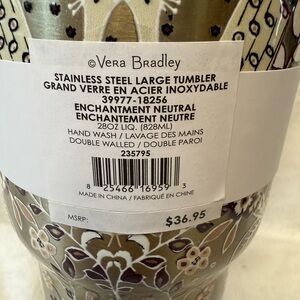 ©Vera Bradley
STAINLESS STEEL LARGE TUMBLER
GRAND VERRE EN ACIER INOXYDABLE
39977-18256
ENCHANTMENT NEUTRAL
ENCHANTEMENT NEUTRE
28OZ LIQ. (828ML)
HAND WASH / LAVAGE DES MAINS
DOUBLE WALLED / DOUBLE PAROI
235795
8 25466 16959 3
MADE IN CHINA / FABRIQUÉ EN CHINE
MSRP: $36.95